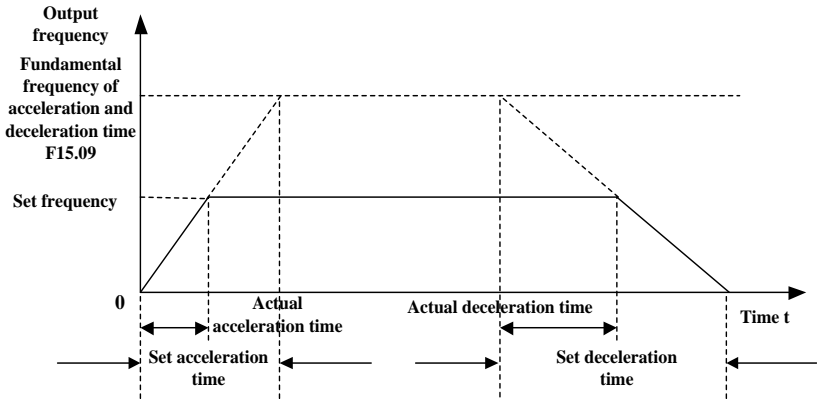 Output
frequency
Fundamental
frequency of
acceleration and
deceleration time
F15.09
Set frequency
0
Actual
acceleration time
Actual deceleration time
Time t
Set acceleration
time
Set deceleration
time